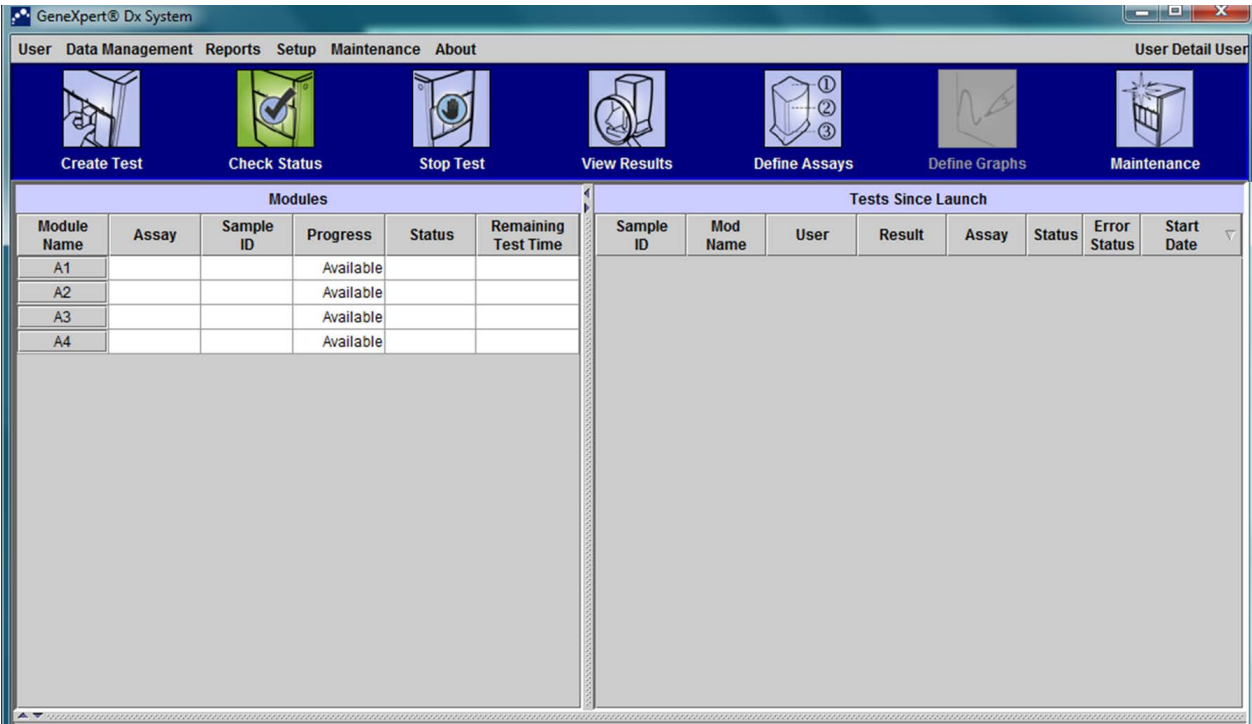 GeneXpert® Dx System
User Data Management Reports Setup Maintenance About User Detail User
①
②
③
Create Test Check Status Stop Test View Results Define Assays Define Graphs Maintenance
Modules Tests Since Launch
Module Name Assay Sample ID Progress Status Remaining Test Time Sample ID Mod Name User Result Assay Status Error Status Start Date
A1 Available
A2 Available
A3 Available
A4 Available